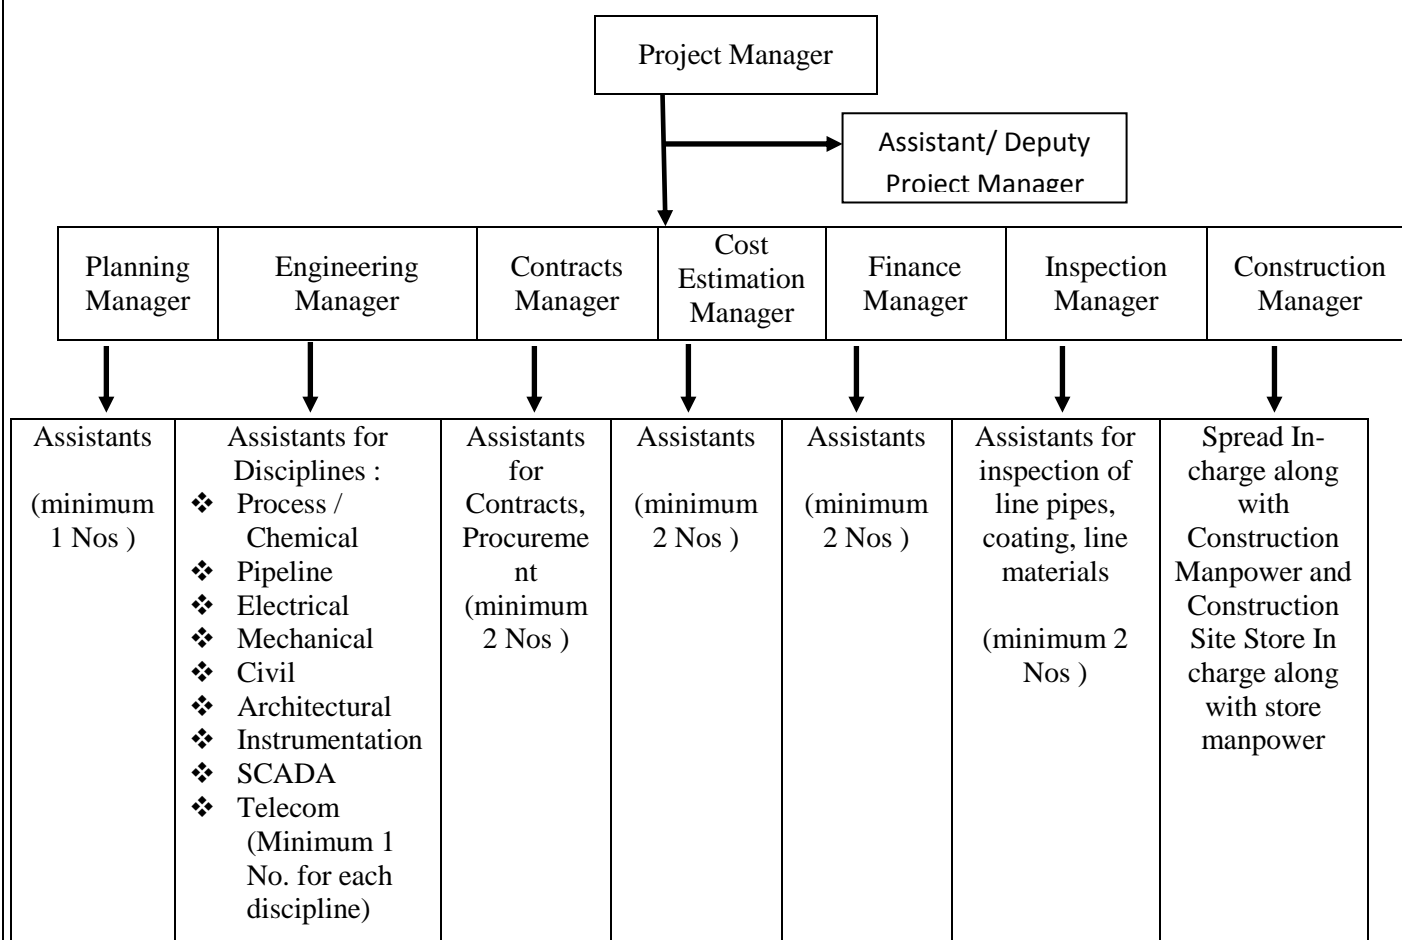 Project Manager
Assistant/ Deputy
Project Manager
Planning
Manager
Engineering
Manager
Contracts
Manager
Cost
Estimation
Manager
Finance
Manager
Inspection
Manager
Construction
Manager
Assistants
(minimum
1 Nos )
Assistants for
Disciplines :
❖ Process /
Chemical
❖ Pipeline
❖ Electrical
❖ Mechanical
❖ Civil
❖ Architectural
❖ Instrumentation
❖ SCADA
❖ Telecom
(Minimum 1
No. for each
discipline)
Assistants
for
Contracts,
Procureme
nt
(minimum
2 Nos )
Assistants
(minimum
2 Nos )
Assistants
(minimum
2 Nos )
Assistants for
inspection of
line pipes,
coating, line
materials
(minimum 2
Nos )
Spread In-
charge along
with
Construction
Manpower and
Construction
Site Store In
charge along
with store
manpower